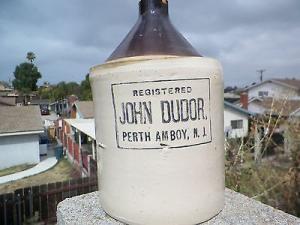 REGISTERED
JOHN DUDOR.
PERTH AMBOY, N. J.